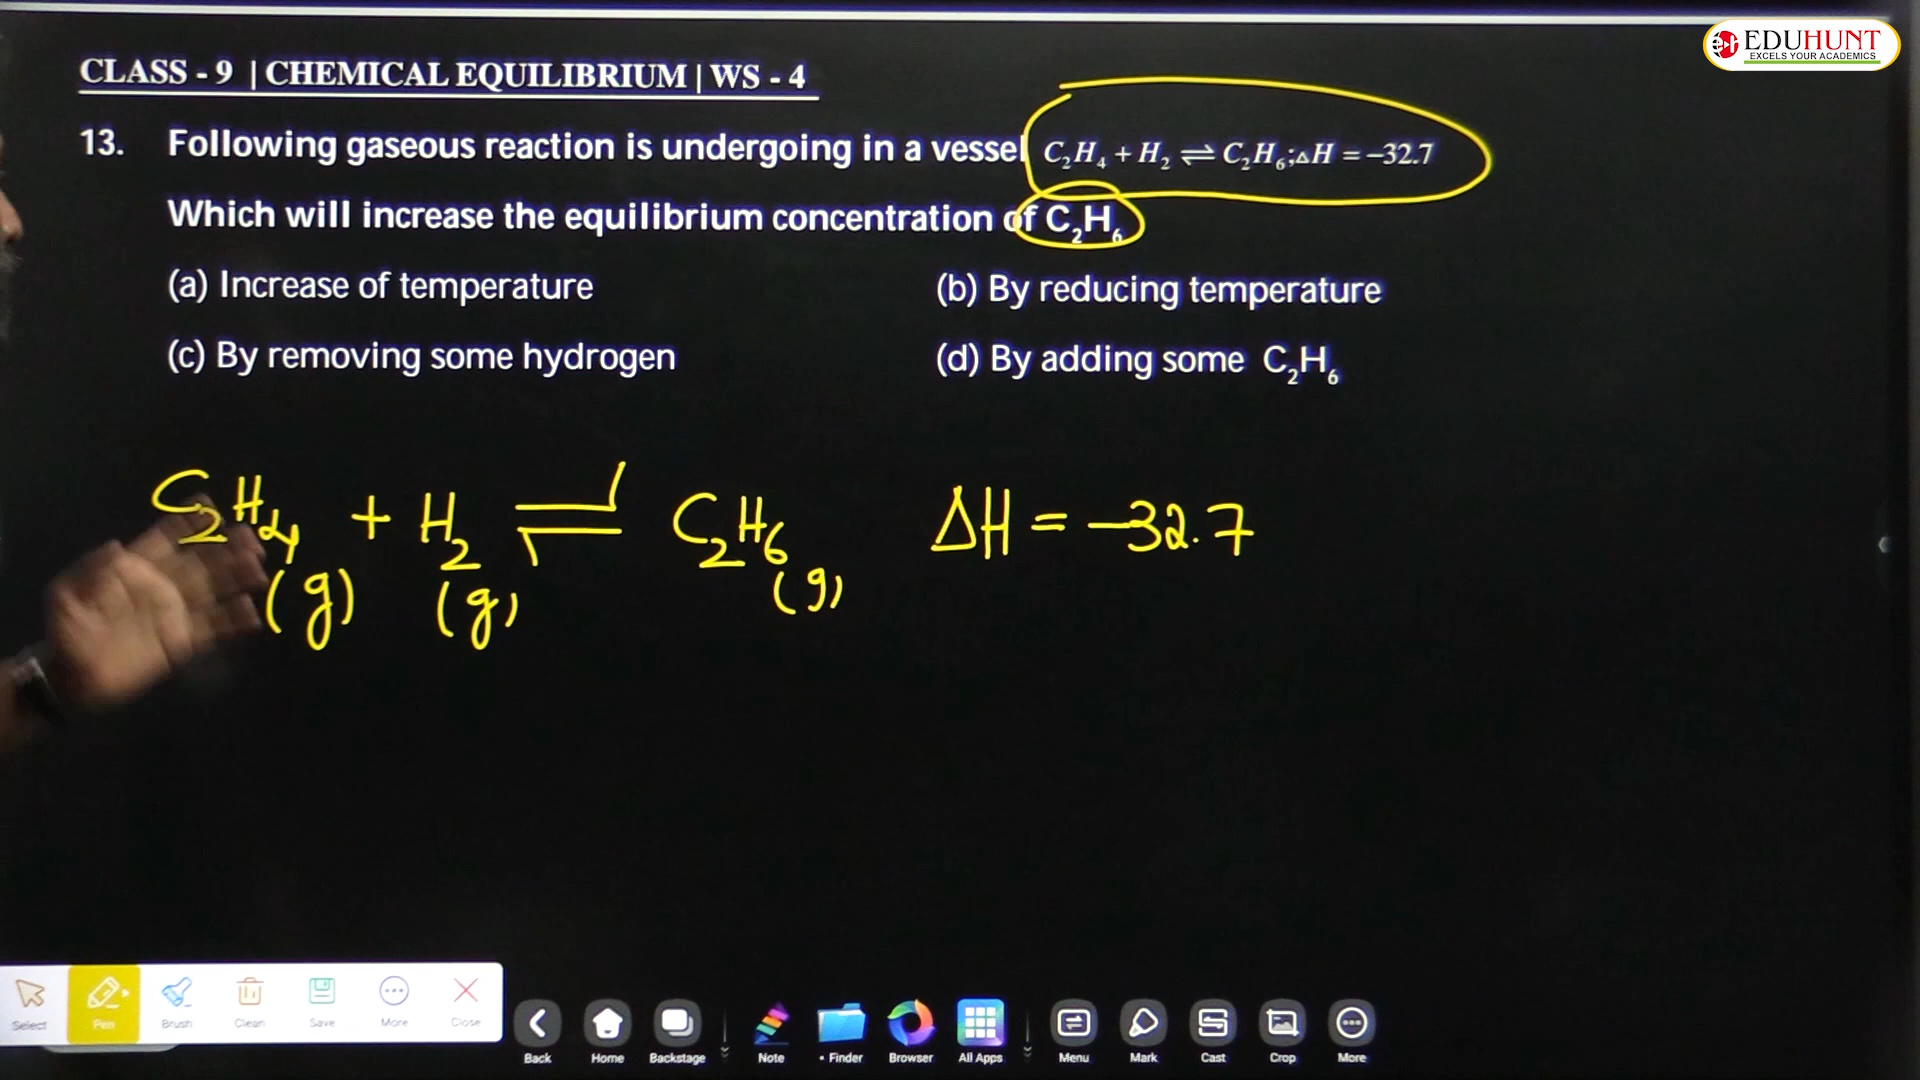 EDUHUNT
EXCELS YOUR ACADEMICS
CLASS - 9 | CHEMICAL EQUILIBRIUM | WS - 4
13. Following gaseous reaction is undergoing in a vessel C₂H₄ + H₂ ⇌ C₂H₆;ΔH = –32.7
Which will increase the equilibrium concentration of C₂H₆
(a) Increase of temperature (b) By reducing temperature
(c) By removing some hydrogen (d) By adding some C₂H₆
C₂H₄ (g) + H₂ (g) ⇌ C₂H₆ (g) ΔH = –32.7
Select Pen Brush Clean Save More Close
Back Home Backstage Note • Finder Browser All Apps Menu Mark Cast Crop More